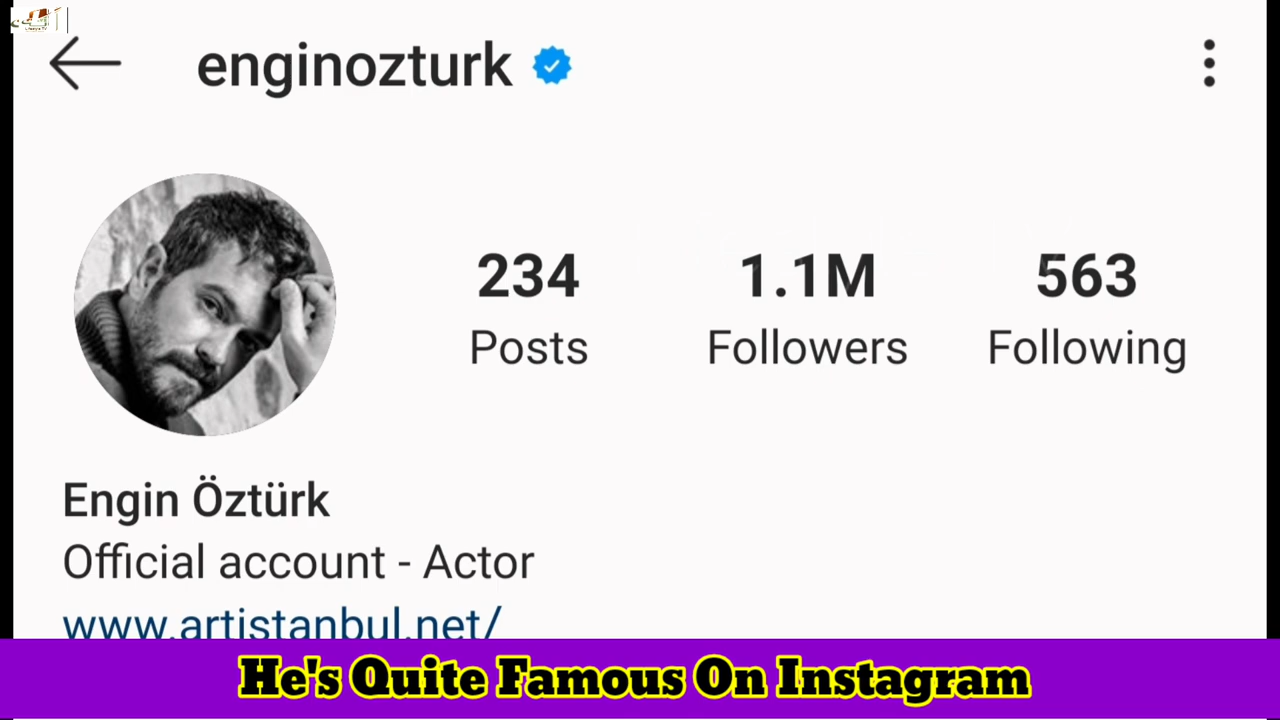 enginozturk
234 1.1M 563
Posts Followers Following
Engin Öztürk
Official account - Actor
www.artistanbul.net/
He's Quite Famous On Instagram